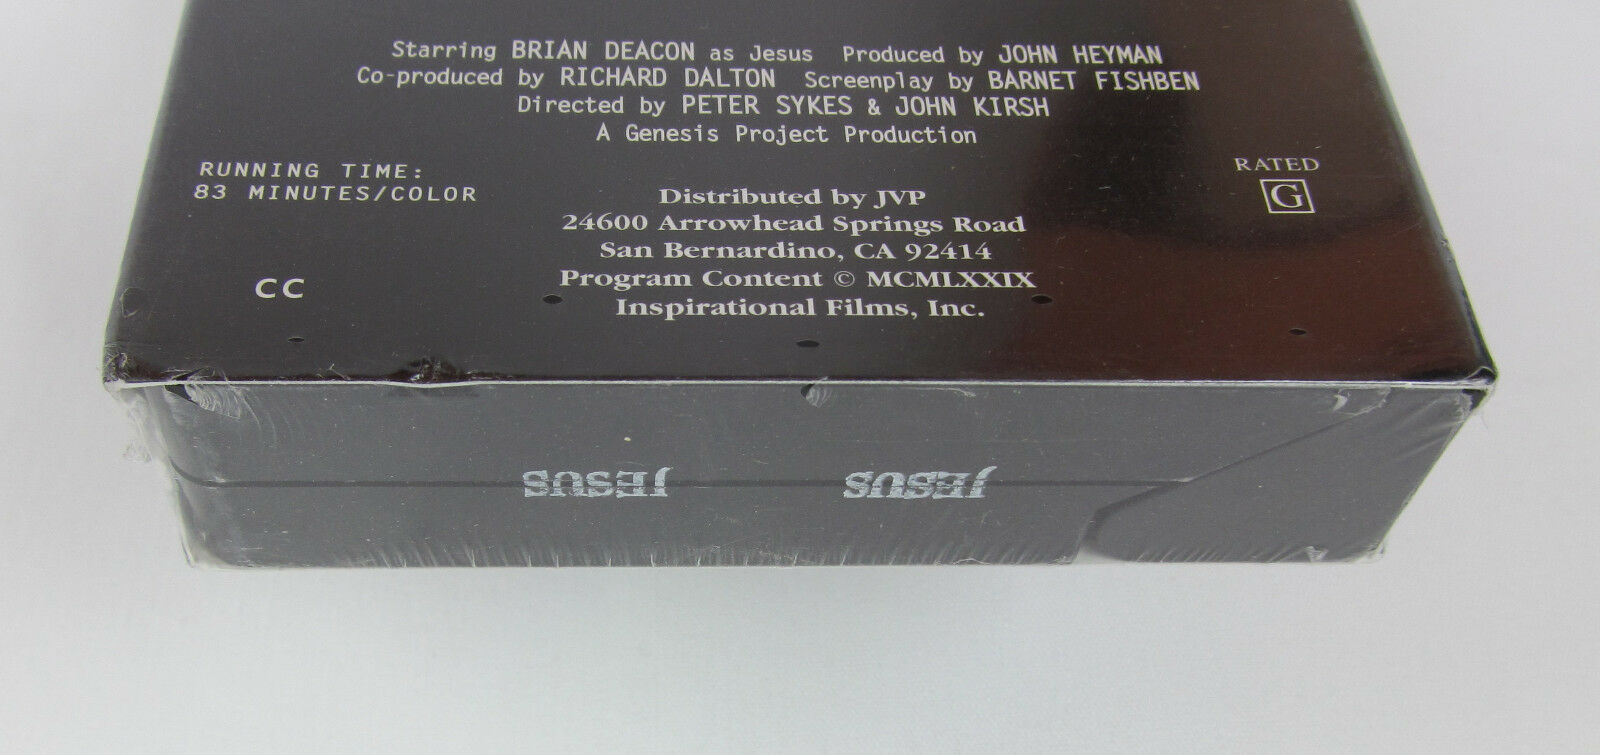 Starring BRIAN DEACON as Jesus Produced by JOHN HEYMAN
Co-produced by RICHARD DALTON Screenplay by BARNET FISHBEN
Directed by PETER SYKES & JOHN KIRSH
A Genesis Project Production
RUNNING TIME:
83 MINUTES/COLOR
RATED
G
Distributed by JVP
24600 Arrowhead Springs Road
San Bernardino, CA 92414
Program Content © MCMLXXIX
Inspirational Films, Inc.
CC
JESUS JESUS